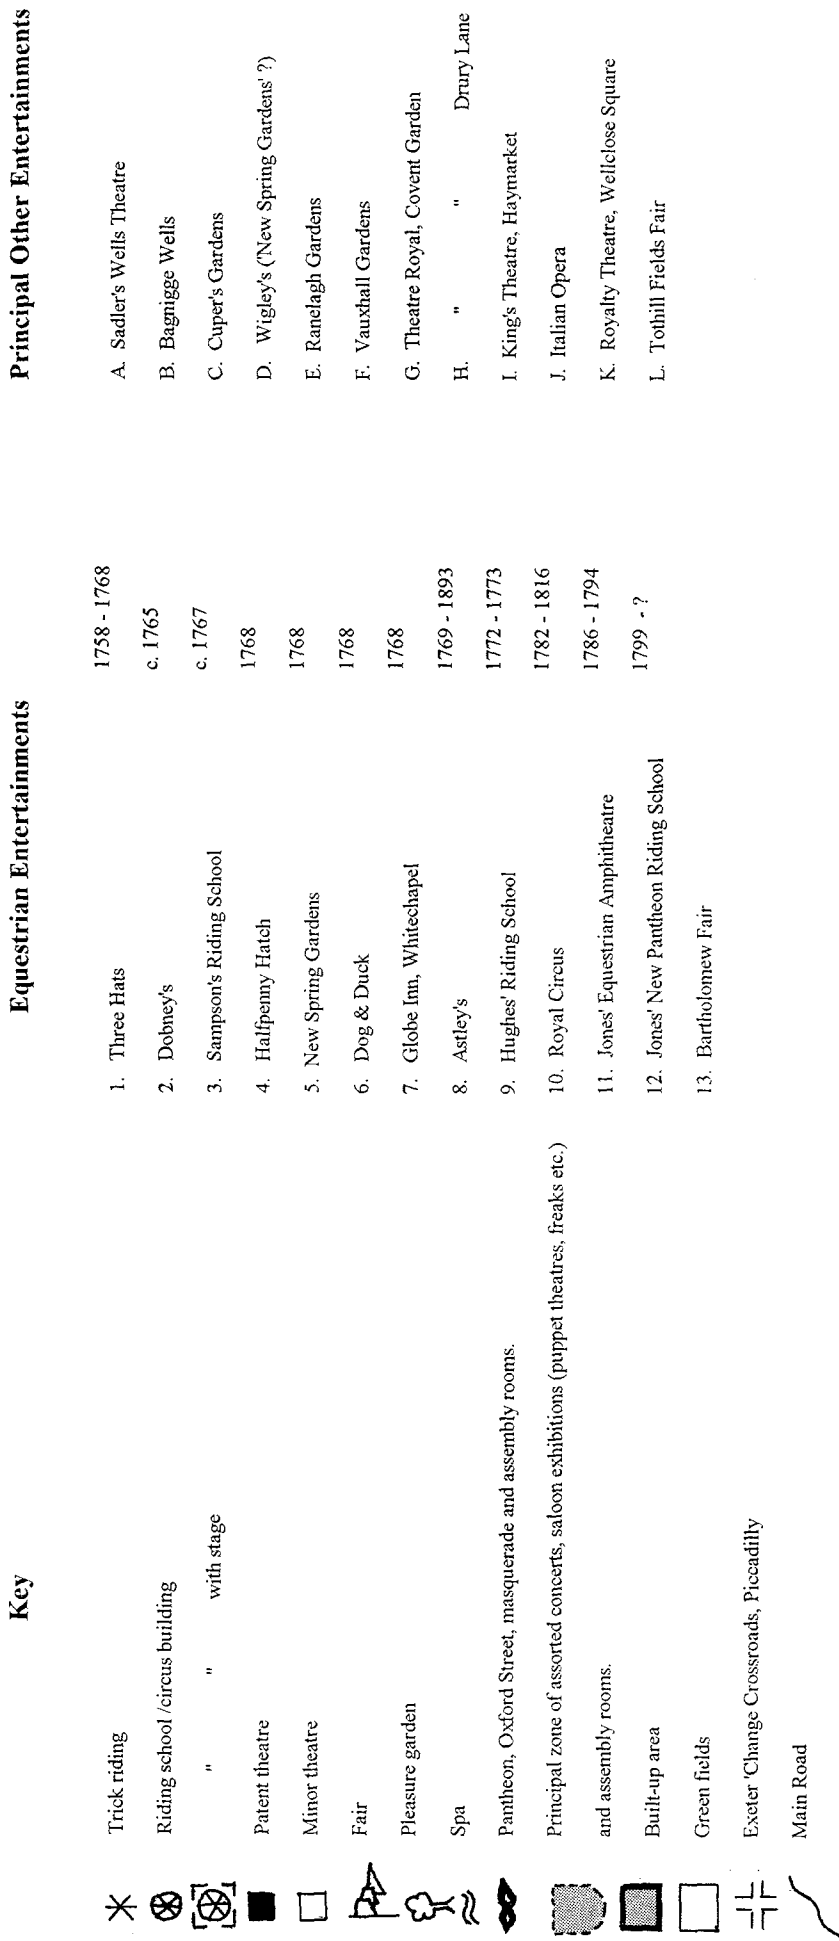 Key
Trick riding
Riding school /circus building
" " with stage
Patent theatre
Minor theatre
Fair
Pleasure garden
Spa
Pantheon, Oxford Street, masquerade and assembly rooms.
Principal zone of assorted concerts, saloon exhibitions (puppet theatres, freaks etc.)
and assembly rooms.
Built-up area
Green fields
Exeter 'Change Crossroads, Piccadilly
Main Road
Equestrian Entertainments
1. Three Hats 1758 - 1768
2. Dobney's c. 1765
3. Sampson's Riding School c. 1767
4. Halfpenny Hatch 1768
5. New Spring Gardens 1768
6. Dog & Duck 1768
7. Globe Inn, Whitechapel 1768
8. Astley's 1769 - 1893
9. Hughes' Riding School 1772 - 1773
10. Royal Circus 1782 - 1816
11. Jones' Equestrian Amphitheatre 1786 - 1794
12. Jones' New Pantheon Riding School 1799 - ?
13. Bartholomew Fair
Principal Other Entertainments
A. Sadler's Wells Theatre
B. Bagnigge Wells
C. Cuper's Gardens
D. Wigley's ('New Spring Gardens' ?)
E. Ranelagh Gardens
F. Vauxhall Gardens
G. Theatre Royal, Covent Garden
H. " " Drury Lane
I. King's Theatre, Haymarket
J. Italian Opera
K. Royalty Theatre, Wellclose Square
L. Tothill Fields Fair